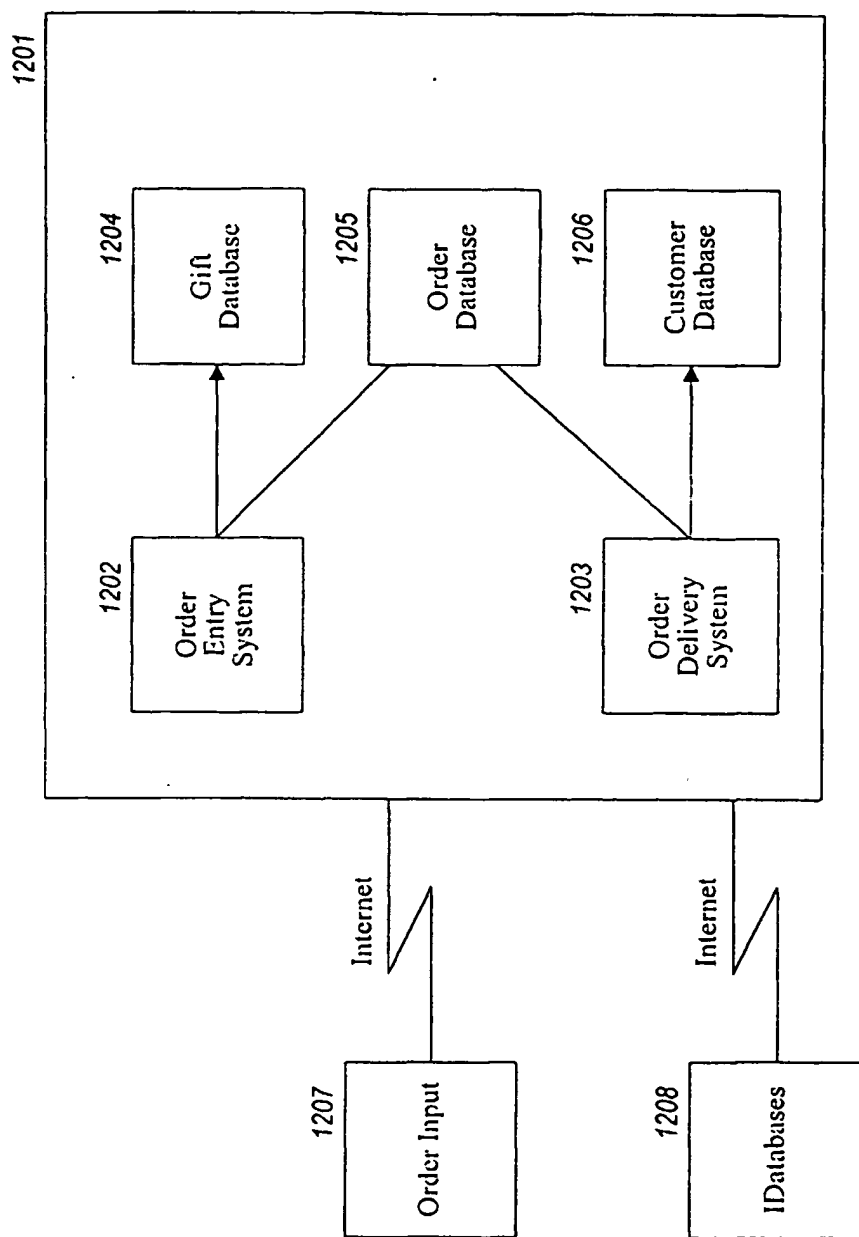 1201
1202
Order
Entry
System
1204
Gift
Database
1205
Order
Database
1203
Order
Delivery
System
1206
Customer
Database
1207
Order Input
Internet
1208
IDatabases
Internet